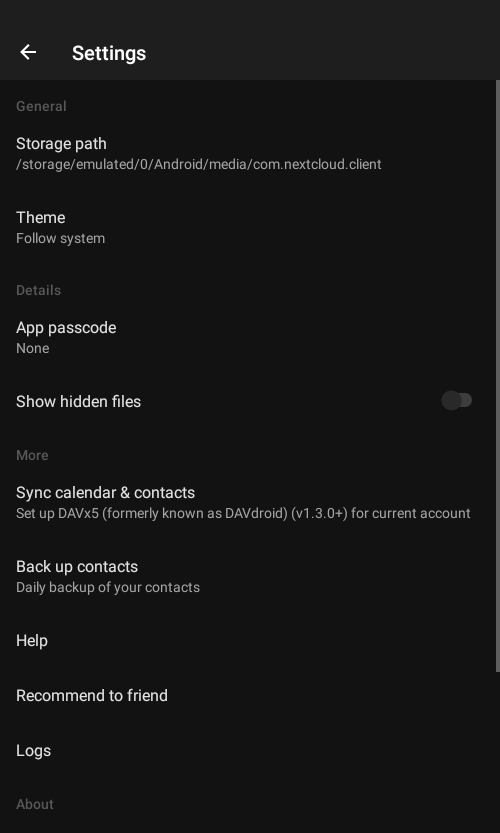 Settings
General
Storage path
/storage/emulated/0/Android/media/com.nextcloud.client
Theme
Follow system
Details
App passcode
None
Show hidden files
More
Sync calendar & contacts
Set up DAVx5 (formerly known as DAVdroid) (v1.3.0+) for current account
Back up contacts
Daily backup of your contacts
Help
Recommend to friend
Logs
About